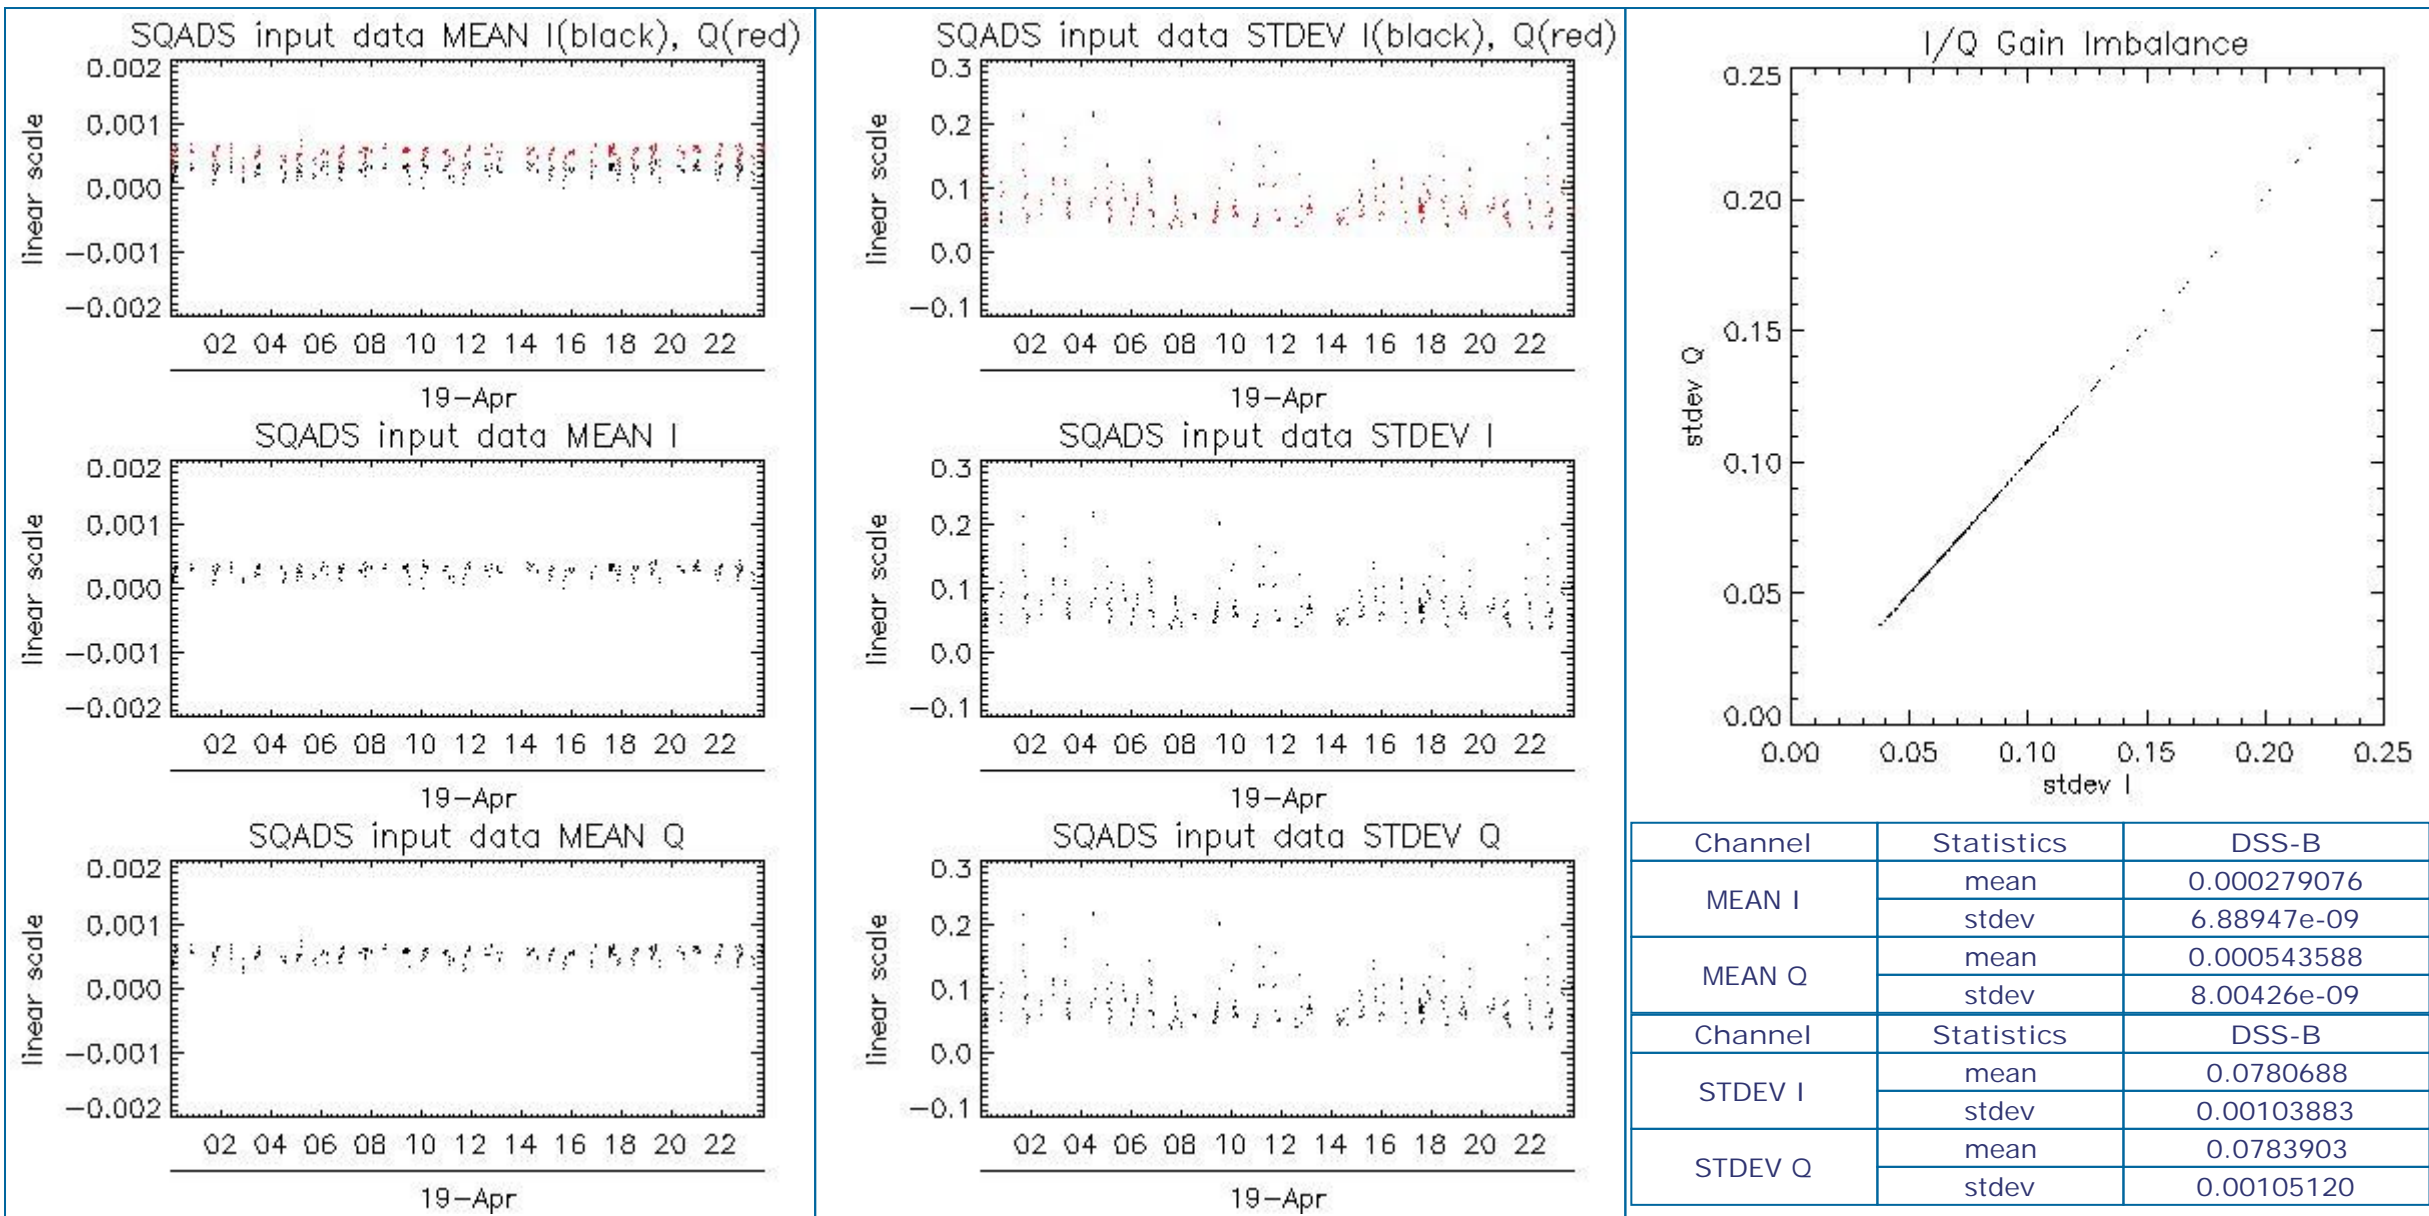 SQADS input data MEAN I(black), Q(red)
linear scale
0.002
0.001
0.000
−0.001
−0.002
02 04 06 08 10 12 14 16 18 20 22
19−Apr
SQADS input data MEAN I
linear scale
0.002
0.001
0.000
−0.001
−0.002
02 04 06 08 10 12 14 16 18 20 22
19−Apr
SQADS input data MEAN Q
linear scale
0.002
0.001
0.000
−0.001
−0.002
02 04 06 08 10 12 14 16 18 20 22
19−Apr
SQADS input data STDEV I(black), Q(red)
linear scale
0.3
0.2
0.1
0.0
−0.1
02 04 06 08 10 12 14 16 18 20 22
19−Apr
SQADS input data STDEV I
linear scale
0.3
0.2
0.1
0.0
−0.1
02 04 06 08 10 12 14 16 18 20 22
19−Apr
SQADS input data STDEV Q
linear scale
0.3
0.2
0.1
0.0
−0.1
02 04 06 08 10 12 14 16 18 20 22
19−Apr
I/Q Gain Imbalance
stdev Q
0.25
0.20
0.15
0.10
0.05
0.00
0.00 0.05 0.10 0.15 0.20 0.25
stdev I
Channel Statistics DSS-B
MEAN I mean 0.000279076
stdev 6.88947e-09
MEAN Q mean 0.000543588
stdev 8.00426e-09
Channel Statistics DSS-B
STDEV I mean 0.0780688
stdev 0.00103883
STDEV Q mean 0.0783903
stdev 0.00105120